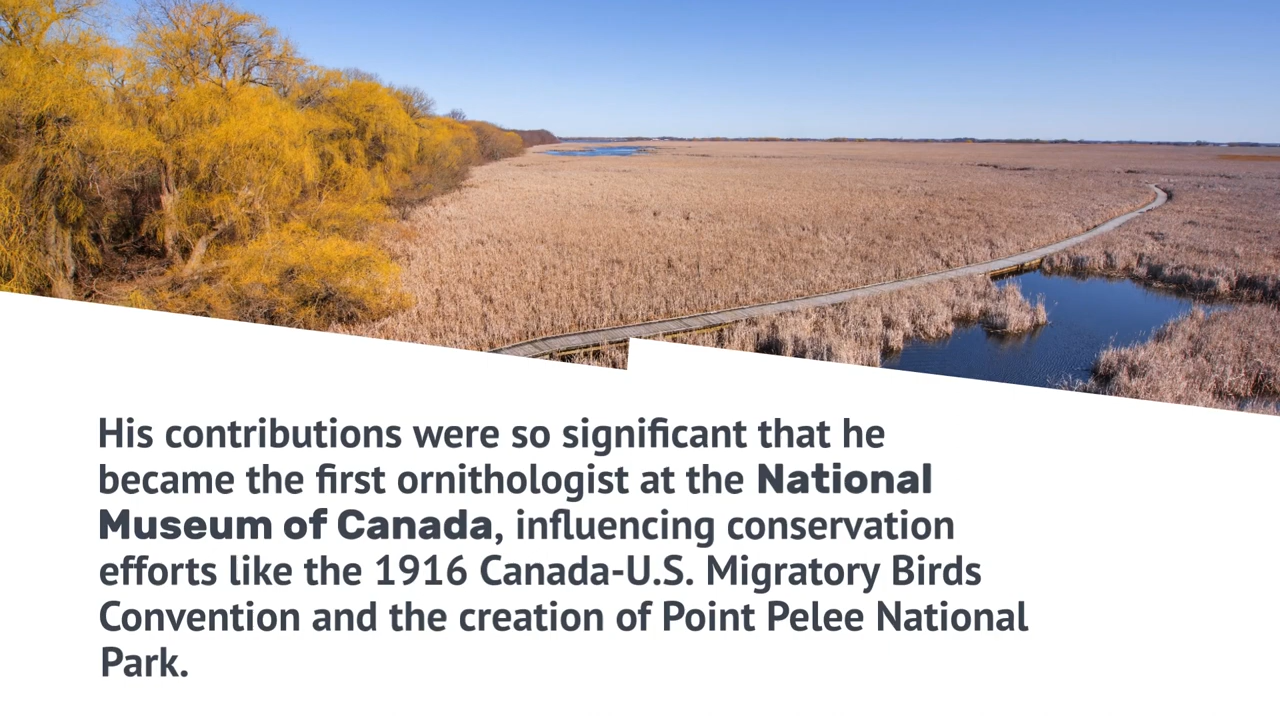 His contributions were so significant that he
became the first ornithologist at the National
Museum of Canada, influencing conservation
efforts like the 1916 Canada-U.S. Migratory Birds
Convention and the creation of Point Pelee National
Park.